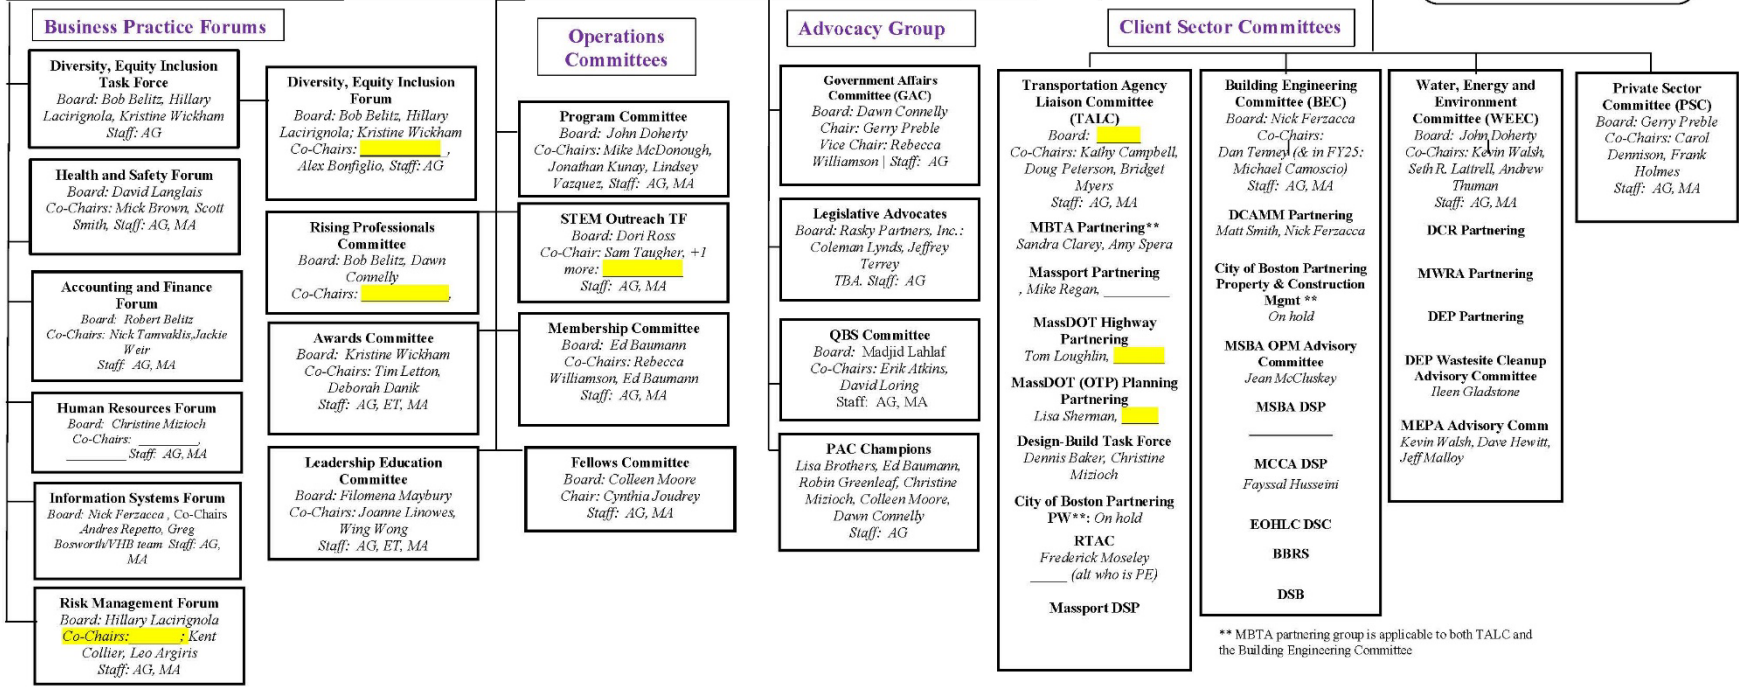 Business Practice Forums
Diversity, Equity Inclusion
Task Force
Board: Bob Belitz, Hillary
Lacirignola, Kristine Wickham
Staff: AG
Health and Safety Forum
Board: David Langlais
Co-Chairs: Mick Brown, Scott
Smith, Staff: AG, MA
Accounting and Finance
Forum
Board: Robert Belitz
Co-Chairs: Nick Tamvaklis,Jackie
Weir
Staff: AG, MA
Human Resources Forum
Board: Christine Mizioch
Co-Chairs: _________,
_________ Staff: AG, MA
Information Systems Forum
Board: Nick Ferzacca , Co-Chairs
Andres Repetto, Greg
Bosworth/VHB team Staff: AG,
MA
Risk Management Forum
Board: Hillary Lacirignola
Co-Chairs:_______; Kent
Collier, Leo Argiris
Staff: AG, MA
Diversity, Equity Inclusion
Forum
Board: Bob Belitz, Hillary
Lacirignola; Kristine Wickham
Co-Chairs: ___________ ,
Alex Bonfiglio, Staff: AG
Rising Professionals
Committee
Board: Bob Belitz, Dawn
Connelly
Co-Chairs: ____________,
Awards Committee
Board: Kristine Wickham
Co-Chairs: Tim Letton,
Deborah Danik
Staff: AG, ET, MA
Leadership Education
Committee
Board: Filomena Maybury
Co-Chairs: Joanne Linowes,
Wing Wong
Staff: AG, ET, MA
Operations
Committees
Program Committee
Board: John Doherty
Co-Chairs: Mike McDonough,
Jonathan Kunay, Lindsey
Vazquez, Staff: AG, MA
STEM Outreach TF
Board: Dori Ross
Co-Chair: Sam Taugher, +1
more: ___________
Staff: AG, MA
Membership Committee
Board: Ed Baumann
Co-Chairs: Rebecca
Williamson, Ed Baumann
Staff: AG, MA
Fellows Committee
Board: Colleen Moore
Chair: Cynthia Joudrey
Staff: AG, MA
Advocacy Group
Government Affairs
Committee (GAC)
Board: Dawn Connelly
Chair: Gerry Preble
Vice Chair: Rebecca
Williamson | Staff: AG
Legislative Advocates
Board: Rasky Partners, Inc.:
Coleman Lynds, Jeffrey
Terrey
TBA. Staff: AG
QBS Committee
Board: Madjid Lahlaf
Co-Chairs: Erik Atkins,
David Loring
Staff: AG, MA
PAC Champions
Lisa Brothers, Ed Baumann,
Robin Greenleaf, Christine
Mizioch, Colleen Moore,
Dawn Connelly
Staff: AG
Client Sector Committees
Transportation Agency
Liaison Committee
(TALC)
Board: ______
Co-Chairs: Kathy Campbell,
Doug Peterson, Bridget
Myers
Staff: AG, MA
MBTA Partnering**
Sandra Clarey, Amy Spera
Massport Partnering
, Mike Regan, _________
MassDOT Highway
Partnering
Tom Loughlin, _______
MassDOT (OTP) Planning
Partnering
Lisa Sherman, _____
Design-Build Task Force
Dennis Baker, Christine
Mizioch
City of Boston Partnering
PW**: On hold
RTAC
Frederick Moseley
_____ (alt who is PE)
Massport DSP
Building Engineering
Committee (BEC)
Board: Nick Ferzacca
Co-Chairs:
Dan Tenney (& in FY25:
Michael Camoscio)
Staff: AG, MA
DCAMM Partnering
Matt Smith, Nick Ferzacca
City of Boston Partnering
Property & Construction
Mgmt **
On hold
MSBA OPM Advisory
Committee
Jean McCluskey
MSBA DSP
___________
MCCA DSP
Fayssal Husseini
EOHLC DSC
BBRS
DSB
Water, Energy and
Environment
Committee (WEEC)
Board: John Doherty
Co-Chairs: Kevin Walsh,
Seth R. Lattrell, Andrew
Thuman
Staff: AG, MA
DCR Partnering
MWRA Partnering
DEP Partnering
DEP Wastesite Cleanup
Advisory Committee
Ileen Gladstone
MEPA Advisory Comm
Kevin Walsh, Dave Hewitt,
Jeff Malloy
Private Sector
Committee (PSC)
Board: Gerry Preble
Co-Chairs: Carol
Dennison, Frank
Holmes
Staff: AG, MA
** MBTA partnering group is applicable to both TALC and
the Building Engineering Committee